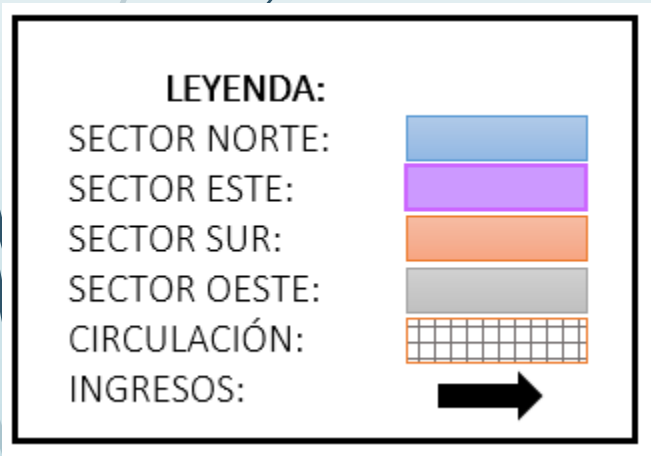 LEYENDA:
SECTOR NORTE:
SECTOR ESTE:
SECTOR SUR:
SECTOR OESTE:
CIRCULACIÓN:
INGRESOS: